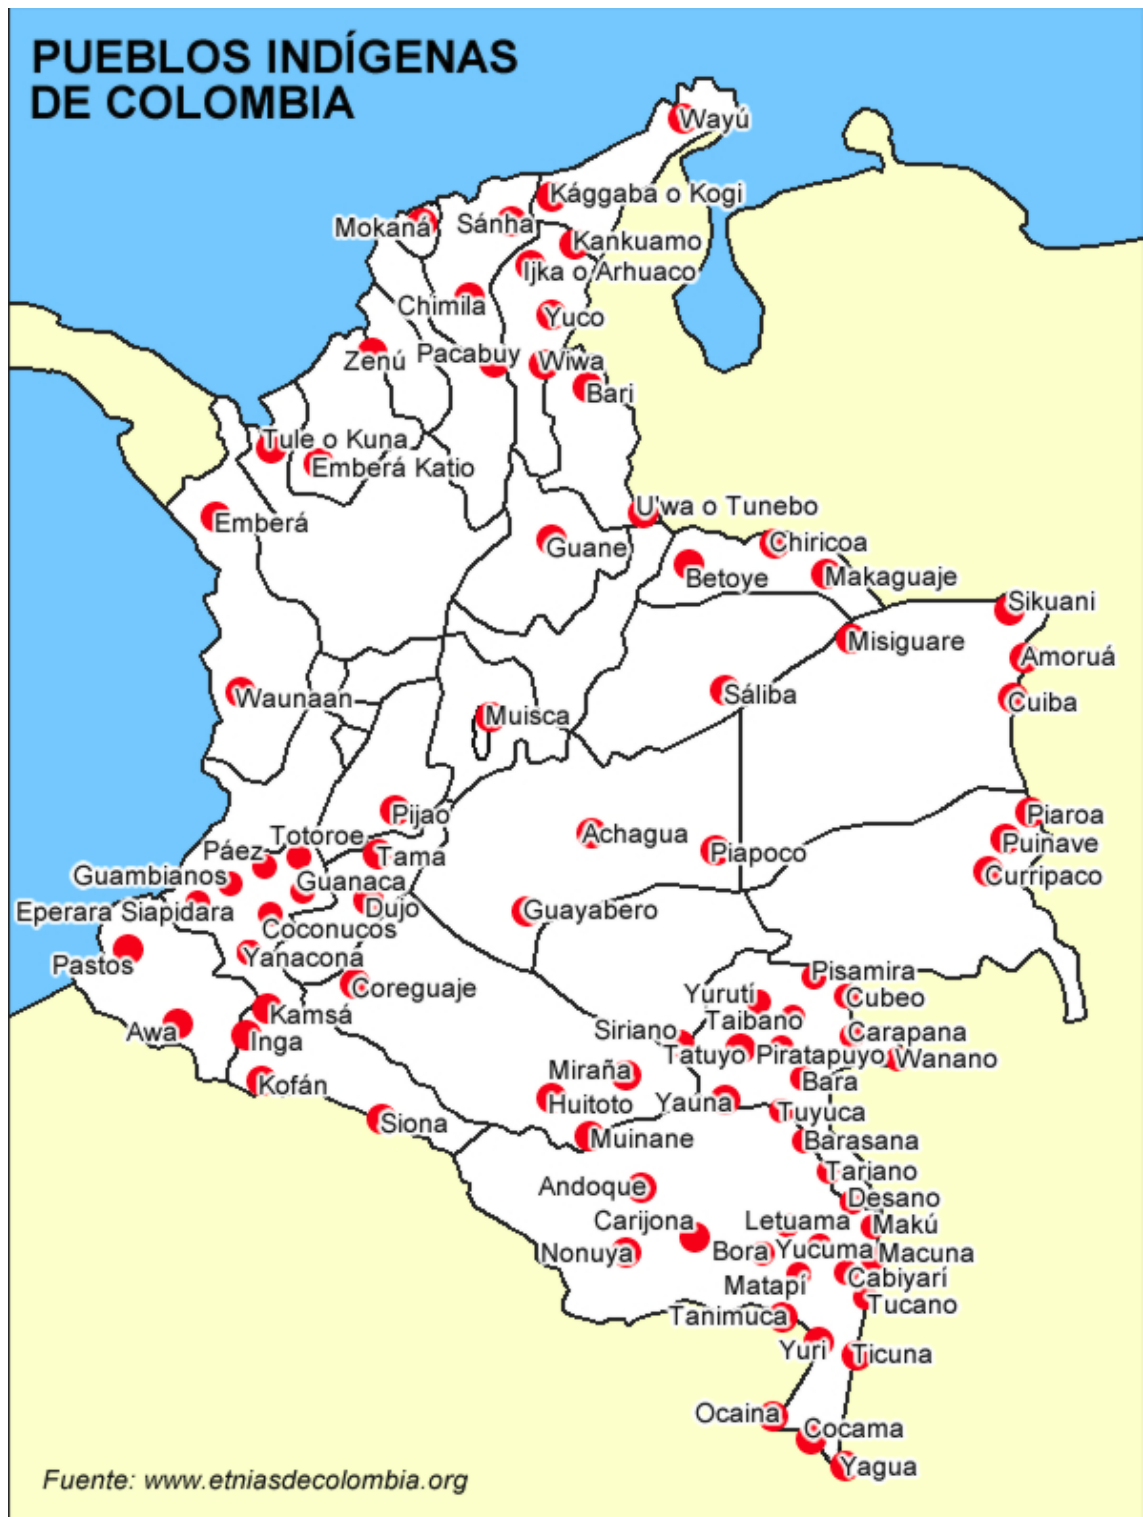 PUEBLOS INDÍGENAS
DE COLOMBIA
Wayú
Kággaba o Kogi
Mokaná
Sánha
Kankuamo
Ijka o Arhuaco
Chimila
Yuco
Zenú
Pacabuy
Wiwa
Bari
Tule o Kuna
Emberá Katio
Emberá
U'wa o Tunebo
Guane
Chiricoa
Betoye
Makaguaje
Sikuani
Misiguare
Amoruá
Waunaan
Sáliba
Cuiba
Muisca
Pijao
Piaroa
Totoroe
Achagua
Puinave
Páez
Tama
Piapoco
Guambianos
Guanaca
Curripaco
Eperara Siapidara
Dujo
Guayabero
Coconucos
Pastos
Yanacona
Pisamira
Coreguaje
Yurutí
Cubeo
Kamsá
Taibano
Awa
Inga
Siriano
Carapana
Tatuyo
Piratapuyo
Wanano
Miraña
Bara
Kofán
Huitoto
Yauna
Tuyuca
Siona
Muinane
Barasana
Andoque
Tariano
Desano
Carijona
Letuama
Makú
Nonuya
Bora
Yucuma
Macuna
Matapí
Cabiyarí
Tucano
Tanimuca
Yuri
Ticuna
Ocaina
Cocama
Yagua
Fuente: www.etniasdecolombia.org